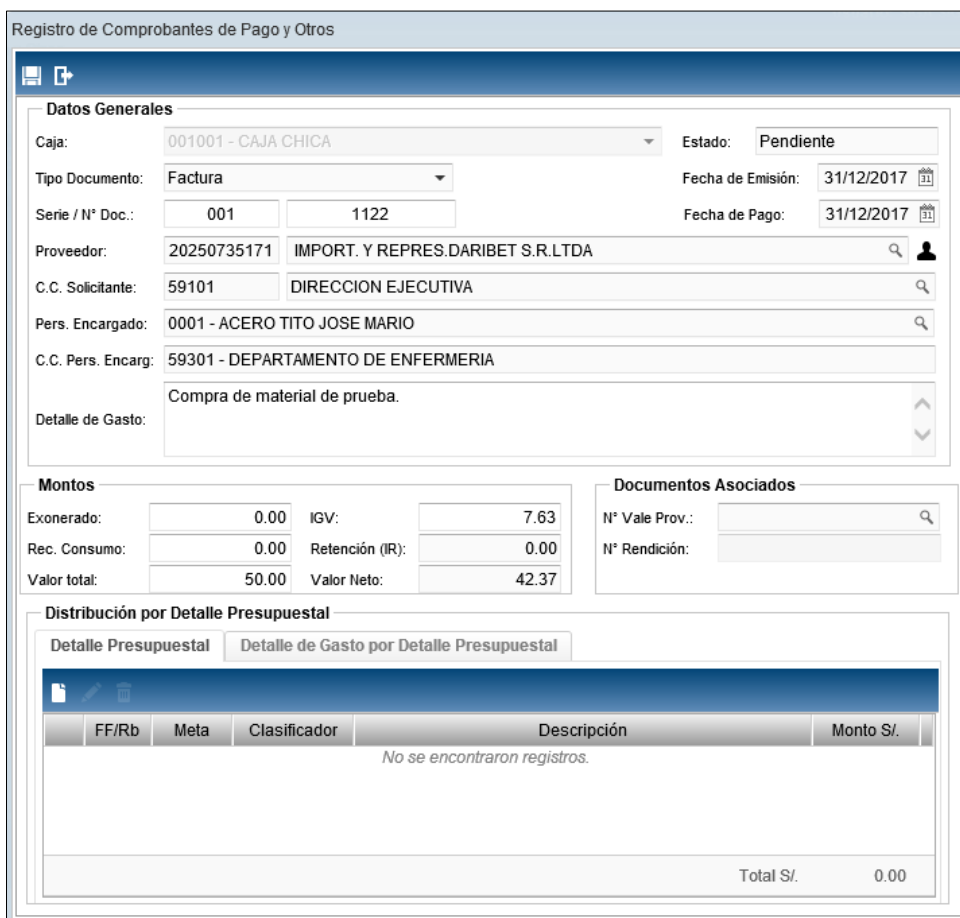 Registro de Comprobantes de Pago y Otros
Datos Generales
Caja: 001001 - CAJA CHICA Estado: Pendiente
Tipo Documento: Factura Fecha de Emisión: 31/12/2017 31
Serie / N° Doc.: 001 1122 Fecha de Pago: 31/12/2017 31
Proveedor: 20250735171 IMPORT. Y REPRES.DARIBET S.R.LTDA
C.C. Solicitante: 59101 DIRECCION EJECUTIVA
Pers. Encargado: 0001 - ACERO TITO JOSE MARIO
C.C. Pers. Encarg: 59301 - DEPARTAMENTO DE ENFERMERIA
Detalle de Gasto: Compra de material de prueba.
Montos Documentos Asociados
Exonerado: 0.00 IGV: 7.63 N° Vale Prov.:
Rec. Consumo: 0.00 Retención (IR): 0.00 N° Rendición:
Valor total: 50.00 Valor Neto: 42.37
Distribución por Detalle Presupuestal
Detalle Presupuestal Detalle de Gasto por Detalle Presupuestal
FF/Rb Meta Clasificador Descripción Monto S/.
No se encontraron registros.
Total S/. 0.00